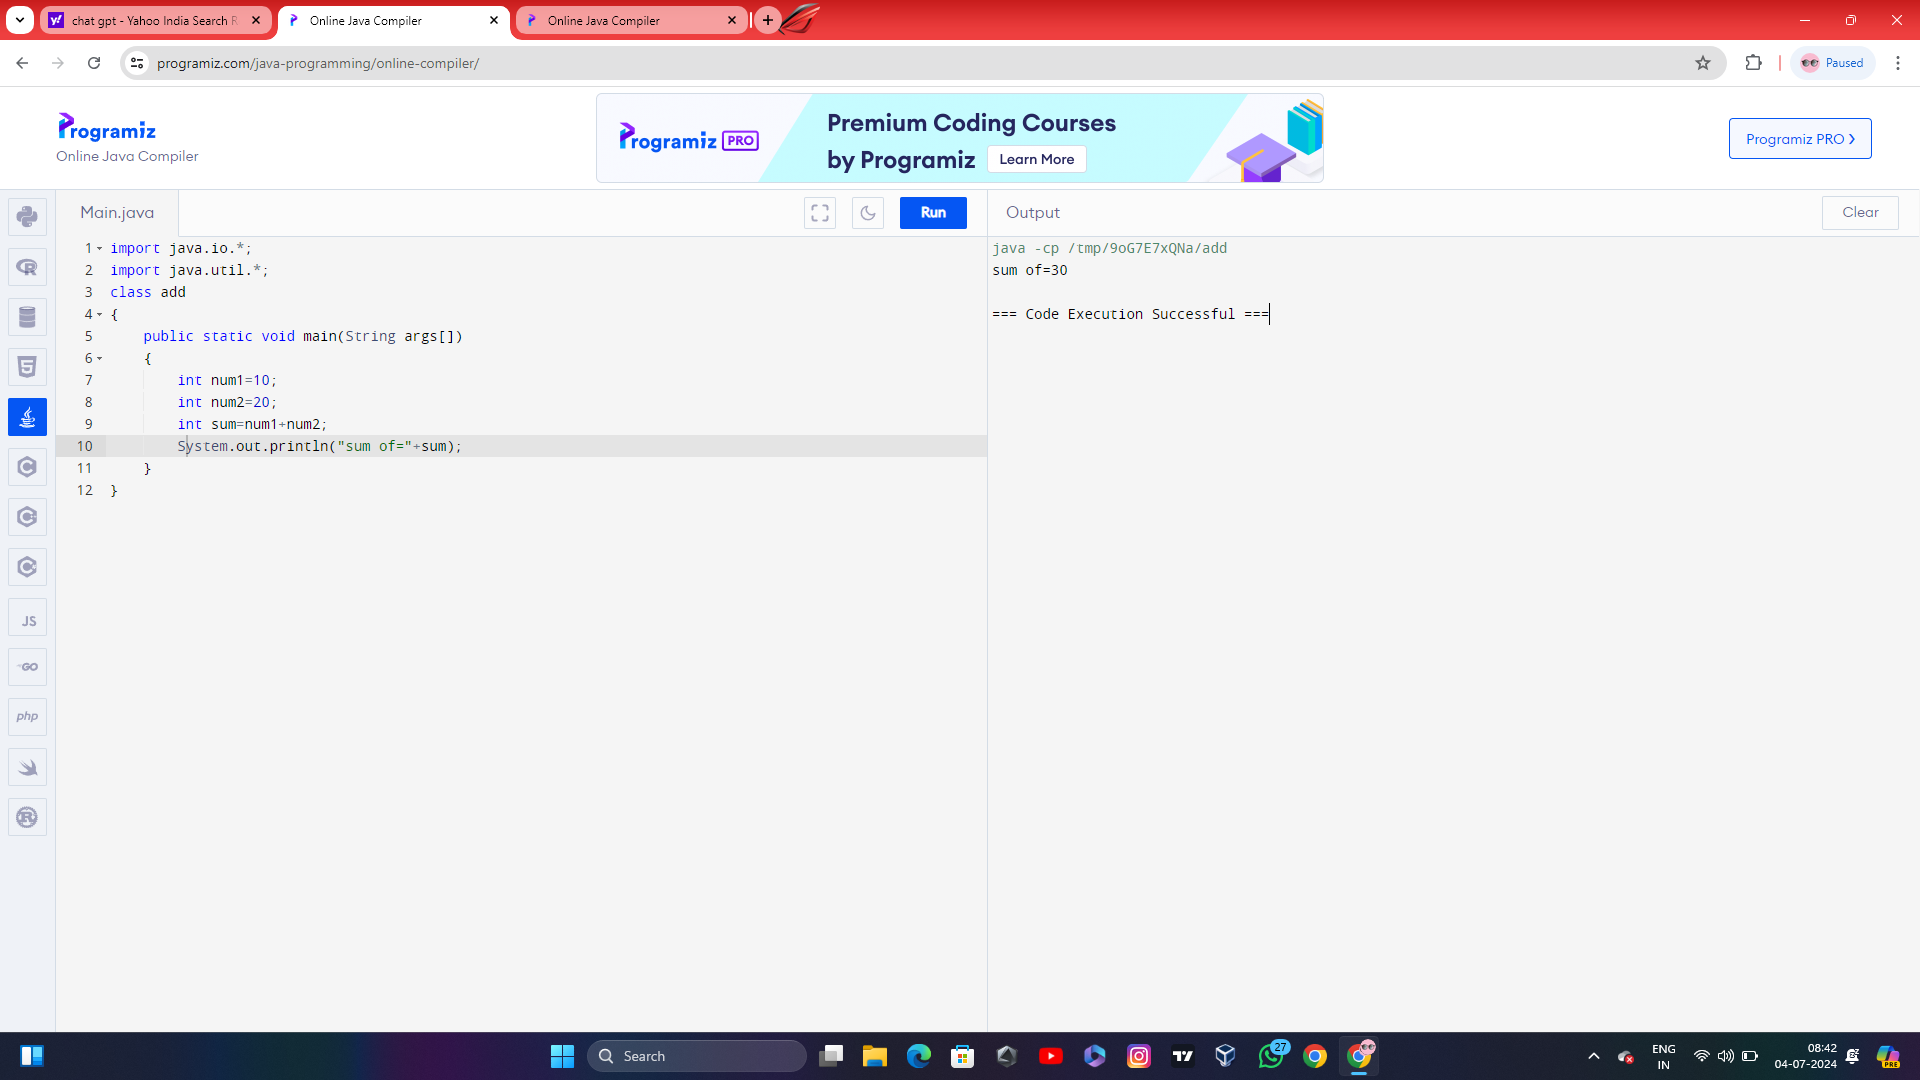 chat gpt - Yahoo India Search R
Online Java Compiler
Online Java Compiler
programiz.com/java-programming/online-compiler/
Paused
Programiz
Online Java Compiler
Programiz PRO
Premium Coding Courses
by Programiz
Learn More
Programiz PRO ❯
Main.java
Run
Output
Clear
1 import java.io.*;
2 import java.util.*;
3 class add
4 {
5 public static void main(String args[])
6 {
7 int num1=10;
8 int num2=20;
9 int sum=num1+num2;
10 System.out.println("sum of="+sum);
11 }
12 }
java -cp /tmp/9oG7E7xQNa/add
sum of=30
=== Code Execution Successful ===
R
5
C
C
C
JS
GO
php
R
Search
27
ENG
IN
08:42
04-07-2024
PRE